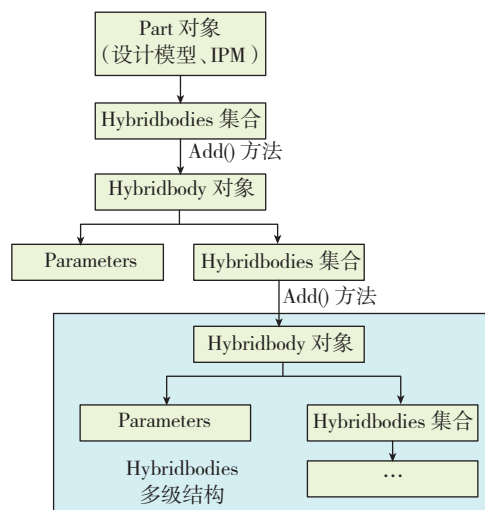 Part 对象
（设计模型、IPM）
Hybridbodies 集合
Add() 方法
Hybridbody 对象
Parameters
Hybridbodies 集合
Add() 方法
Hybridbody 对象
Parameters
Hybridbodies 集合
…
Hybridbodies
多级结构